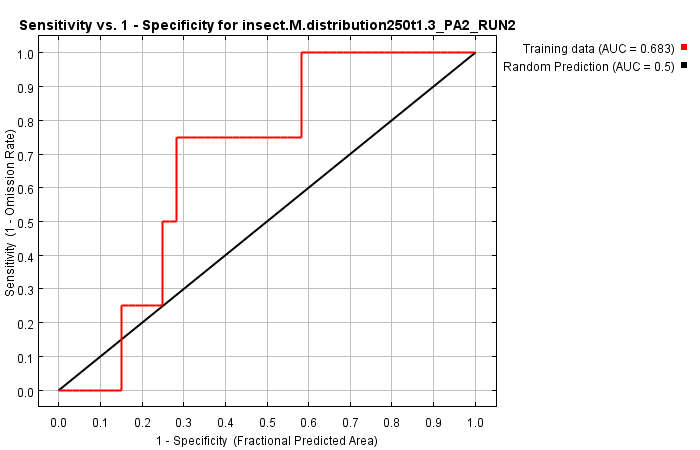 Sensitivity vs. 1 - Specificity for insect.M.distribution250t1.3_PA2_RUN2
Training data (AUC = 0.683)
Random Prediction (AUC = 0.5)
Sensitivity (1 - Omission Rate)
1.0
0.9
0.8
0.7
0.6
0.5
0.4
0.3
0.2
0.1
0.0
0.0 0.1 0.2 0.3 0.4 0.5 0.6 0.7 0.8 0.9 1.0
1 - Specificity (Fractional Predicted Area)